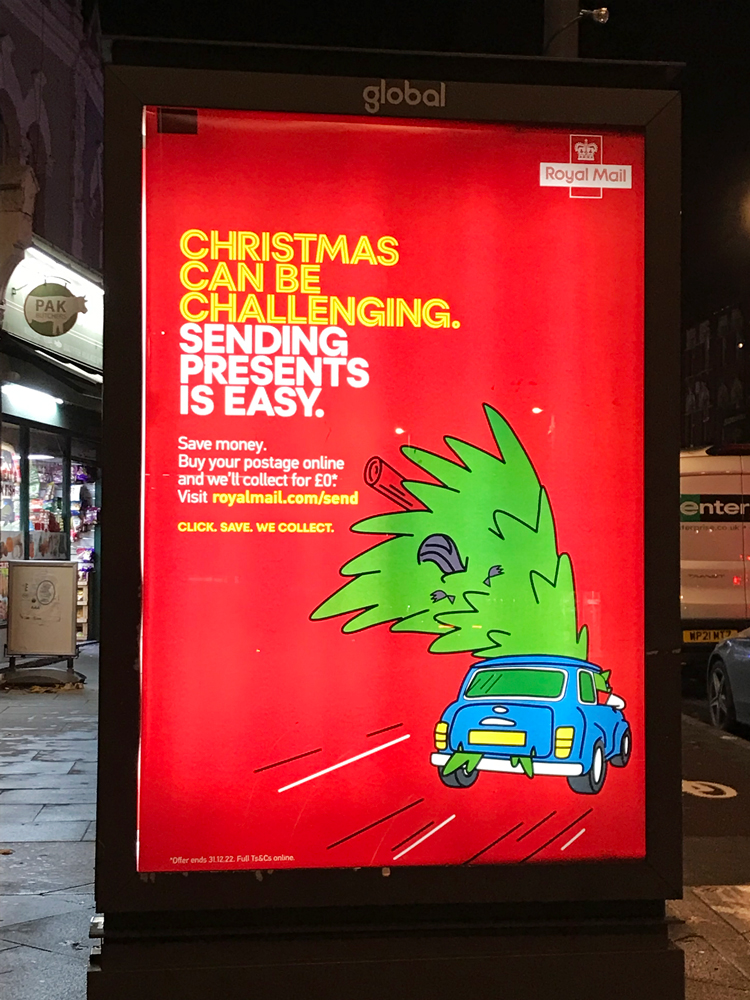 global
Royal Mail
CHRISTMAS
CAN BE
CHALLENGING.
SENDING
PRESENTS
IS EASY.
Save money.
Buy your postage online
and we'll collect for £0*.
Visit royalmail.com/send
CLICK. SAVE. WE COLLECT.
*Offer ends 31.12.22. Full Ts&Cs online.
PAK
enter